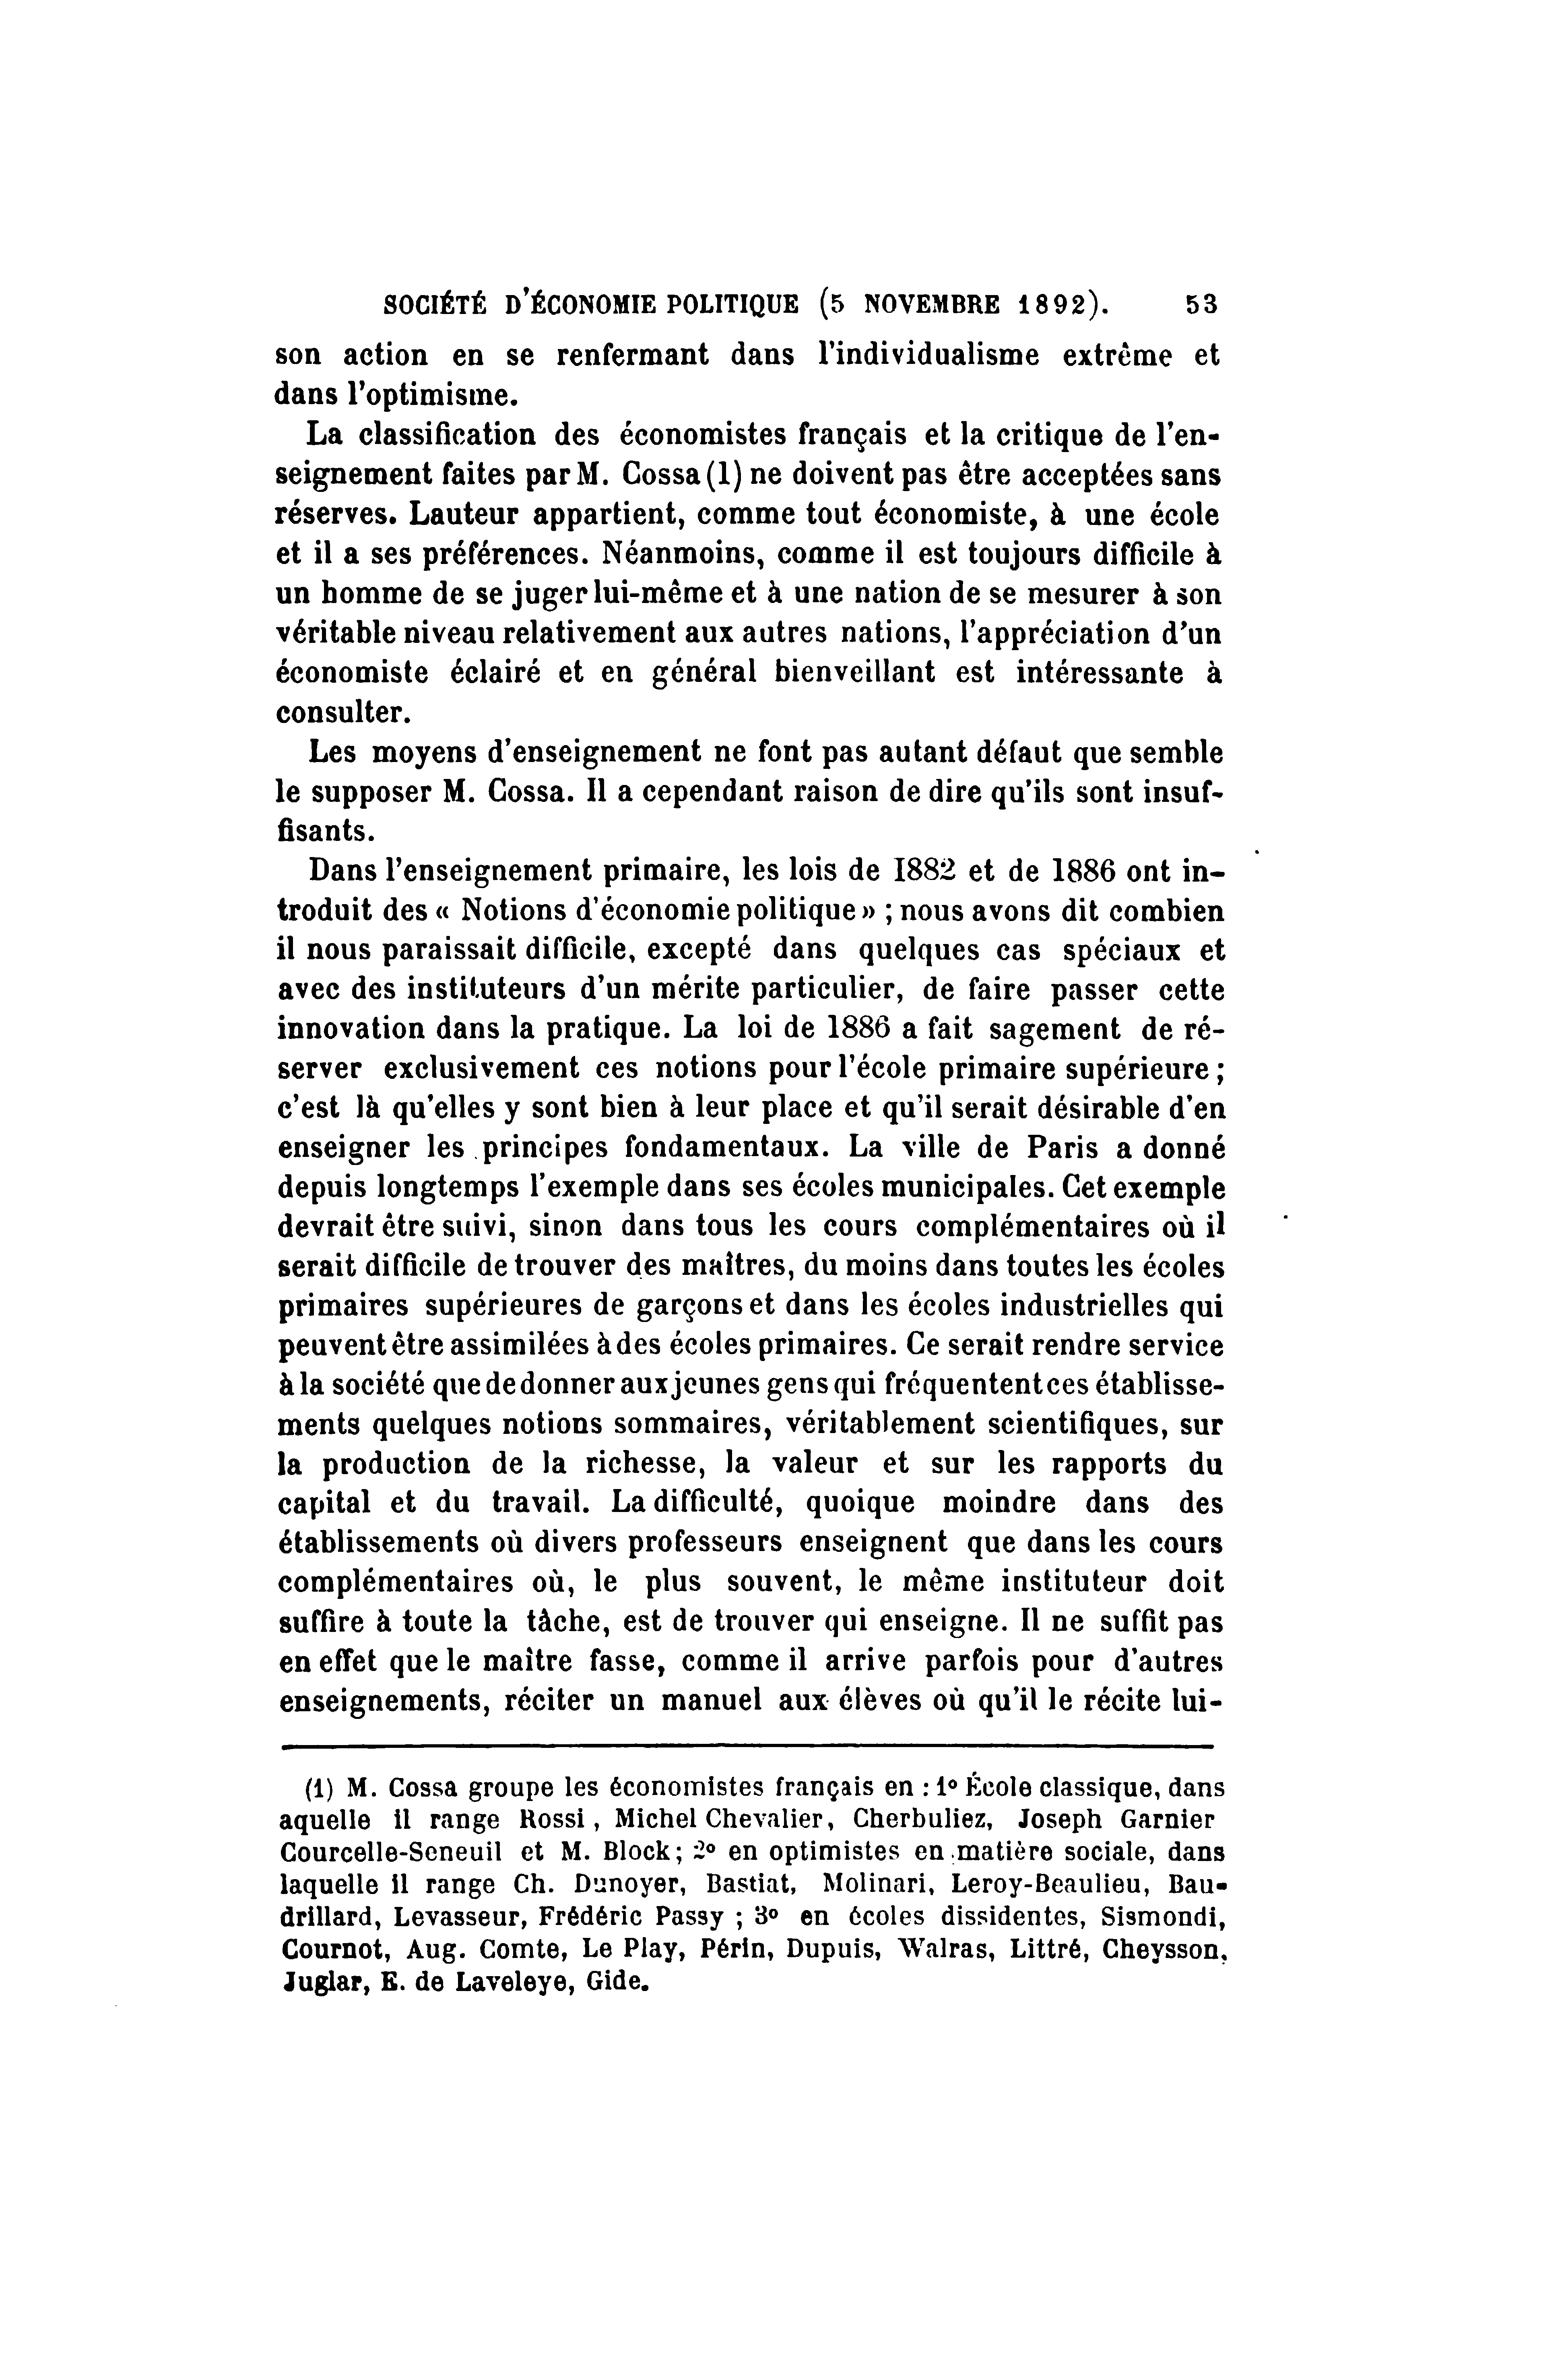 SOCIÉTÉ D'ÉCONOMIE POLITIQUE (5 NOVEMBRE 1892). 53
son action en se renfermant dans l'individualisme extrême et
dans l'optimisme.
La classification des économistes français et la critique de l'en-
seignement faites par M. Cossa (1) ne doivent pas être acceptées sans
réserves. Lauteur appartient, comme tout économiste, à une école
et il a ses préférences. Néanmoins, comme il est toujours difficile à
un homme de se juger lui-même et à une nation de se mesurer à son
véritable niveau relativement aux autres nations, l'appréciation d'un
économiste éclairé et en général bienveillant est intéressante à
consulter.
Les moyens d'enseignement ne font pas autant défaut que semble
le supposer M. Cossa. Il a cependant raison de dire qu'ils sont insuf-
fisants.
Dans l'enseignement primaire, les lois de 1882 et de 1886 ont in-
troduit des « Notions d'économie politique » ; nous avons dit combien
il nous paraissait difficile, excepté dans quelques cas spéciaux et
avec des instituteurs d'un mérite particulier, de faire passer cette
innovation dans la pratique. La loi de 1886 a fait sagement de ré-
server exclusivement ces notions pour l'école primaire supérieure ;
c'est là qu'elles y sont bien à leur place et qu'il serait désirable d'en
enseigner les principes fondamentaux. La ville de Paris a donné
depuis longtemps l'exemple dans ses écoles municipales. Cet exemple
devrait être suivi, sinon dans tous les cours complémentaires où il
serait difficile de trouver des maîtres, du moins dans toutes les écoles
primaires supérieures de garçons et dans les écoles industrielles qui
peuvent être assimilées à des écoles primaires. Ce serait rendre service
à la société que de donner aux jeunes gens qui fréquentent ces établisse-
ments quelques notions sommaires, véritablement scientifiques, sur
la production de la richesse, la valeur et sur les rapports du
capital et du travail. La difficulté, quoique moindre dans des
établissements où divers professeurs enseignent que dans les cours
complémentaires où, le plus souvent, le même instituteur doit
suffire à toute la tâche, est de trouver qui enseigne. Il ne suffit pas
en effet que le maître fasse, comme il arrive parfois pour d'autres
enseignements, réciter un manuel aux élèves où qu'il le récite lui-
(1) M. Cossa groupe les économistes français en : 1º École classique, dans
aquelle il range Rossi, Michel Chevalier, Cherbuliez, Joseph Garnier
Courcelle-Seneuil et M. Block ; 2º en optimistes en matière sociale, dans
laquelle il range Ch. Dunoyer, Bastiat, Molinari, Leroy-Beaulieu, Bau-
drillard, Levasseur, Frédéric Passy ; 3º en écoles dissidentes, Sismondi,
Cournot, Aug. Comte, Le Play, Périn, Dupuis, Walras, Littré, Cheysson,
Juglar, E. de Laveleye, Gide.